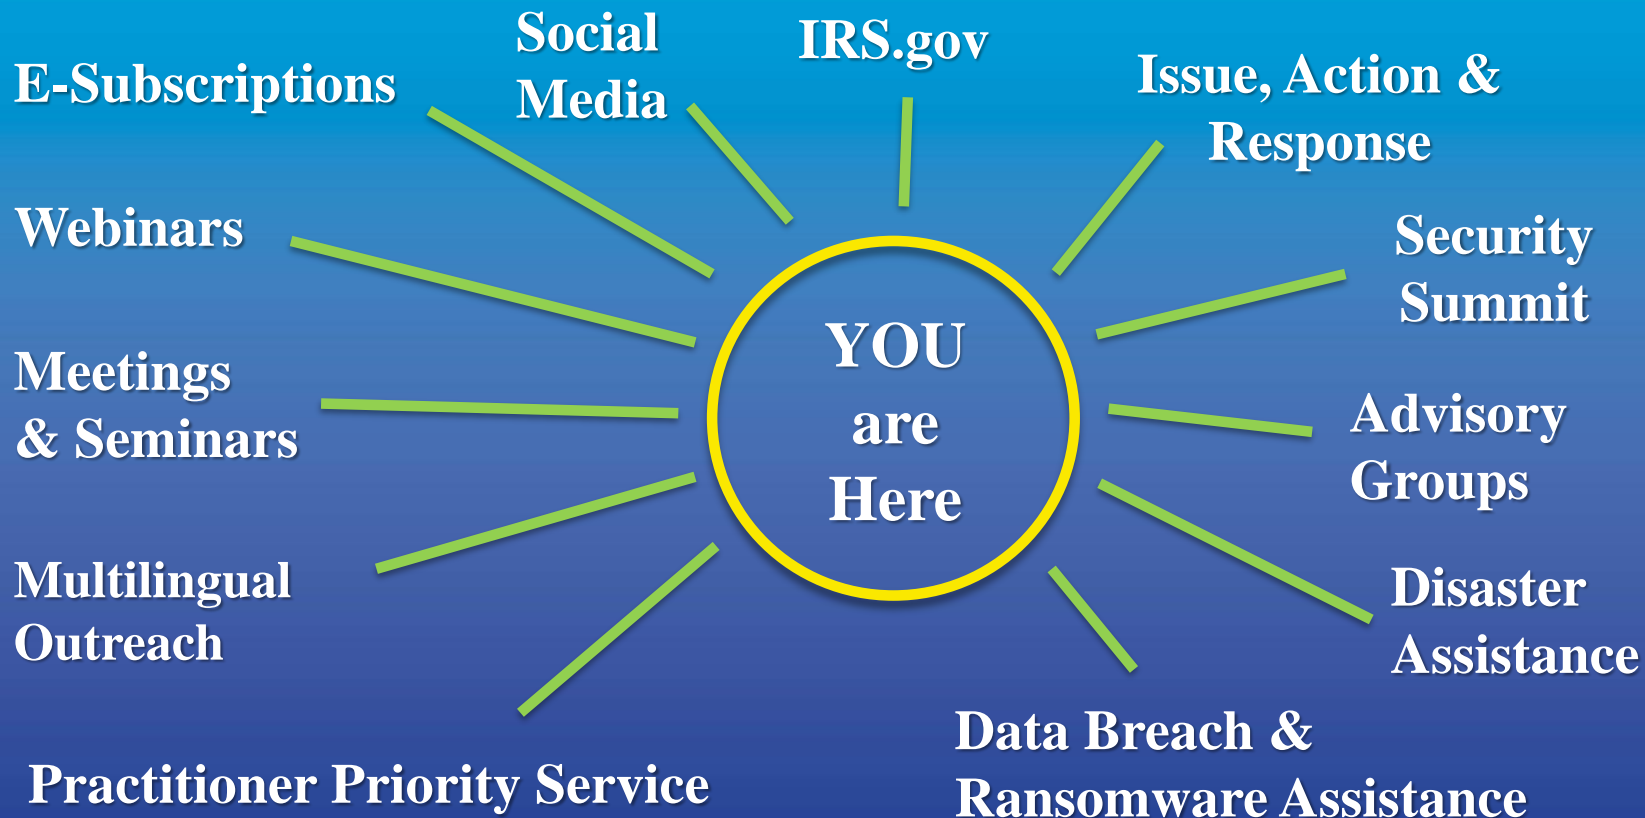 E-Subscriptions
Social
Media
IRS.gov
Issue, Action &
Response
Webinars
Security
Summit
Meetings
& Seminars
YOU
are
Here
Advisory
Groups
Multilingual
Outreach
Disaster
Assistance
Practitioner Priority Service
Data Breach &
Ransomware Assistance